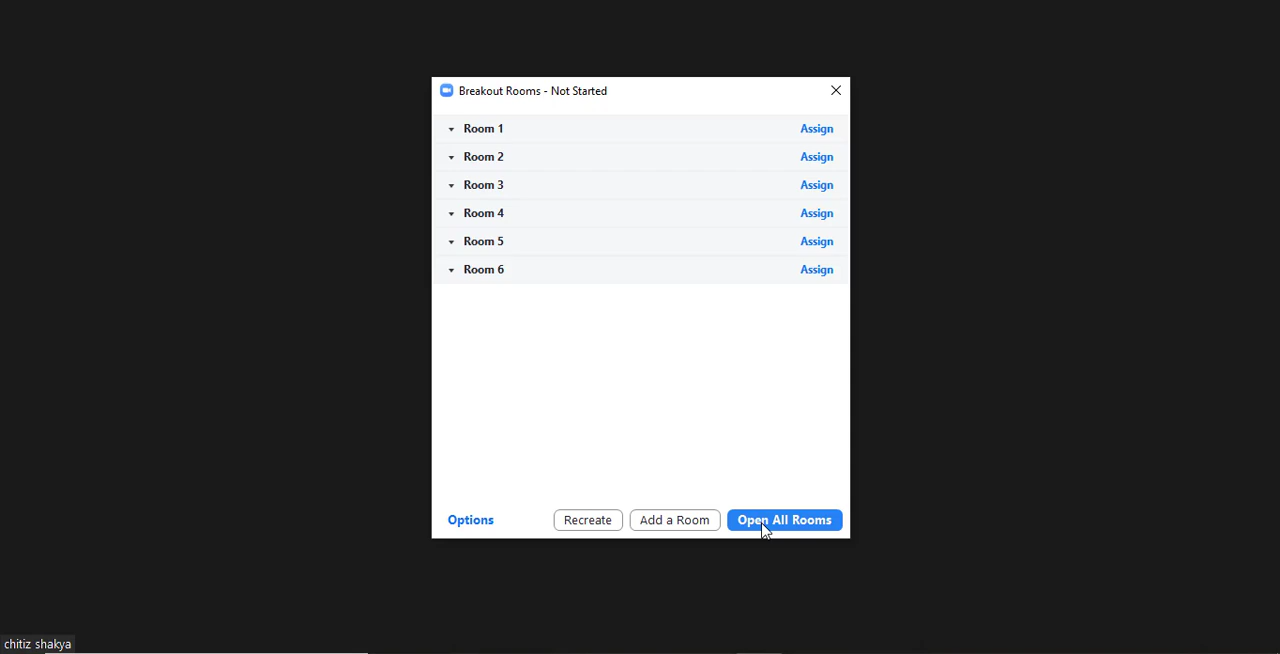 Breakout Rooms - Not Started
Room 1 Assign
Room 2 Assign
Room 3 Assign
Room 4 Assign
Room 5 Assign
Room 6 Assign
Options Recreate Add a Room Open All Rooms
chitiz shakya